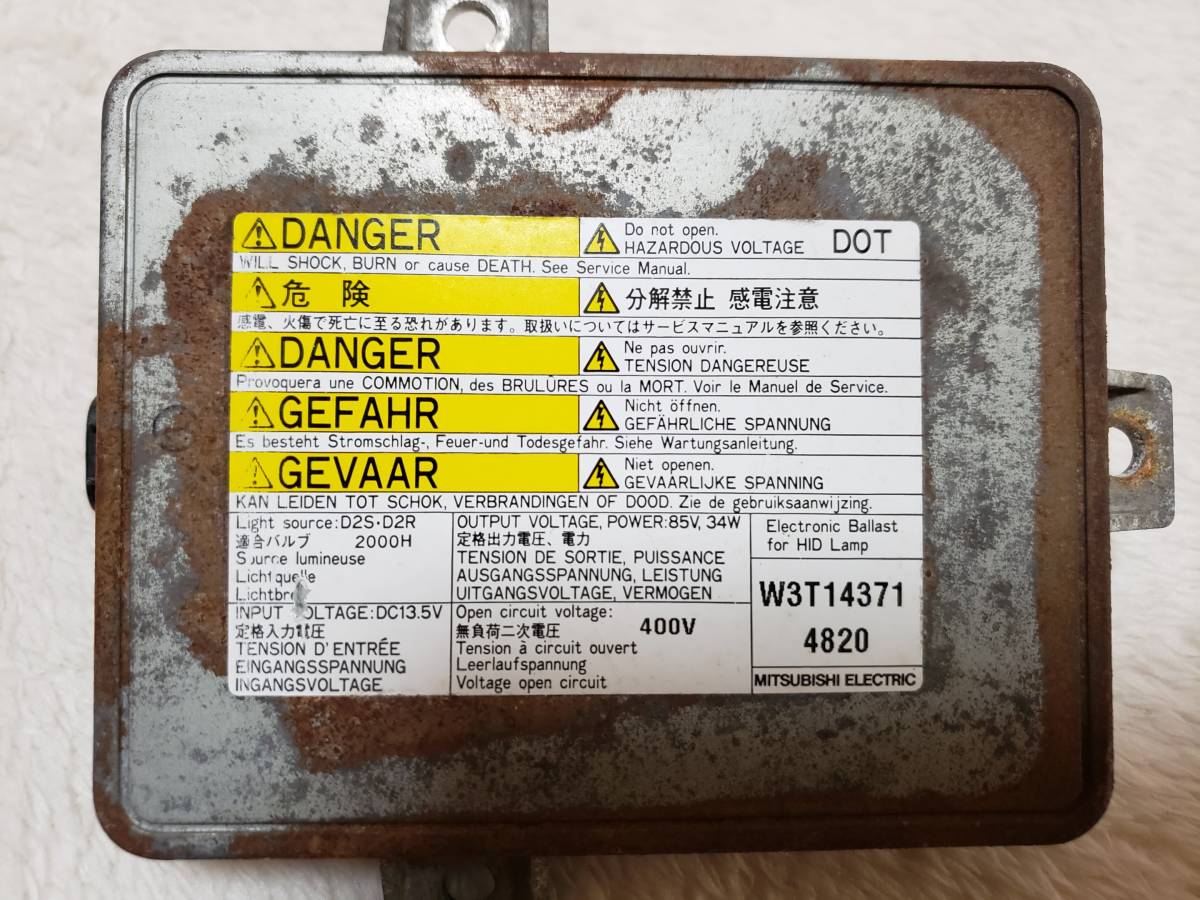 DANGER
Do not open.
HAZARDOUS VOLTAGE DOT
WILL SHOCK, BURN or cause DEATH. See Service Manual.
危 険
分解禁止 感電注意
感電、火傷で死亡に至る恐れがあります。取扱いについてはサービスマニュアルを参照ください。
DANGER
Ne pas ouvrir.
TENSION DANGEREUSE
Provoquera une COMMOTION, des BRULÛRES ou la MORT. Voir le Manuel de Service.
GEFAHR
Nicht öffnen.
GEFÄHRLICHE SPANNUNG
Es besteht Stromschlag-, Feuer-und Todesgefahr. Siehe Wartungsanleitung.
GEVAAR
Niet openen.
GEVAARLIJKE SPANNING
KAN LEIDEN TOT SCHOK, VERBRANDINGEN OF DOOD. Zie de gebruiksaanwijzing.
Light source:D2S·D2R
適合バルブ 2000H
Source lumineuse
Lichtquelle
Lichtbre
INPUT VOLTAGE:DC13.5V
定格入力電圧
TENSION D'ENTRÉE
EINGANGSSPANNUNG
INGANGSVOLTAGE
OUTPUT VOLTAGE, POWER:85V, 34W
定格出力電圧、電力
TENSION DE SORTIE, PUISSANCE
AUSGANGSSPANNUNG, LEISTUNG
UITGANGSVOLTAGE, VERMOGEN
Open circuit voltage:
無負荷二次電圧 400V
Tension à circuit ouvert
Leerlaufspannung
Voltage open circuit
Electronic Ballast
for HID Lamp
W3T14371
4820
MITSUBISHI ELECTRIC